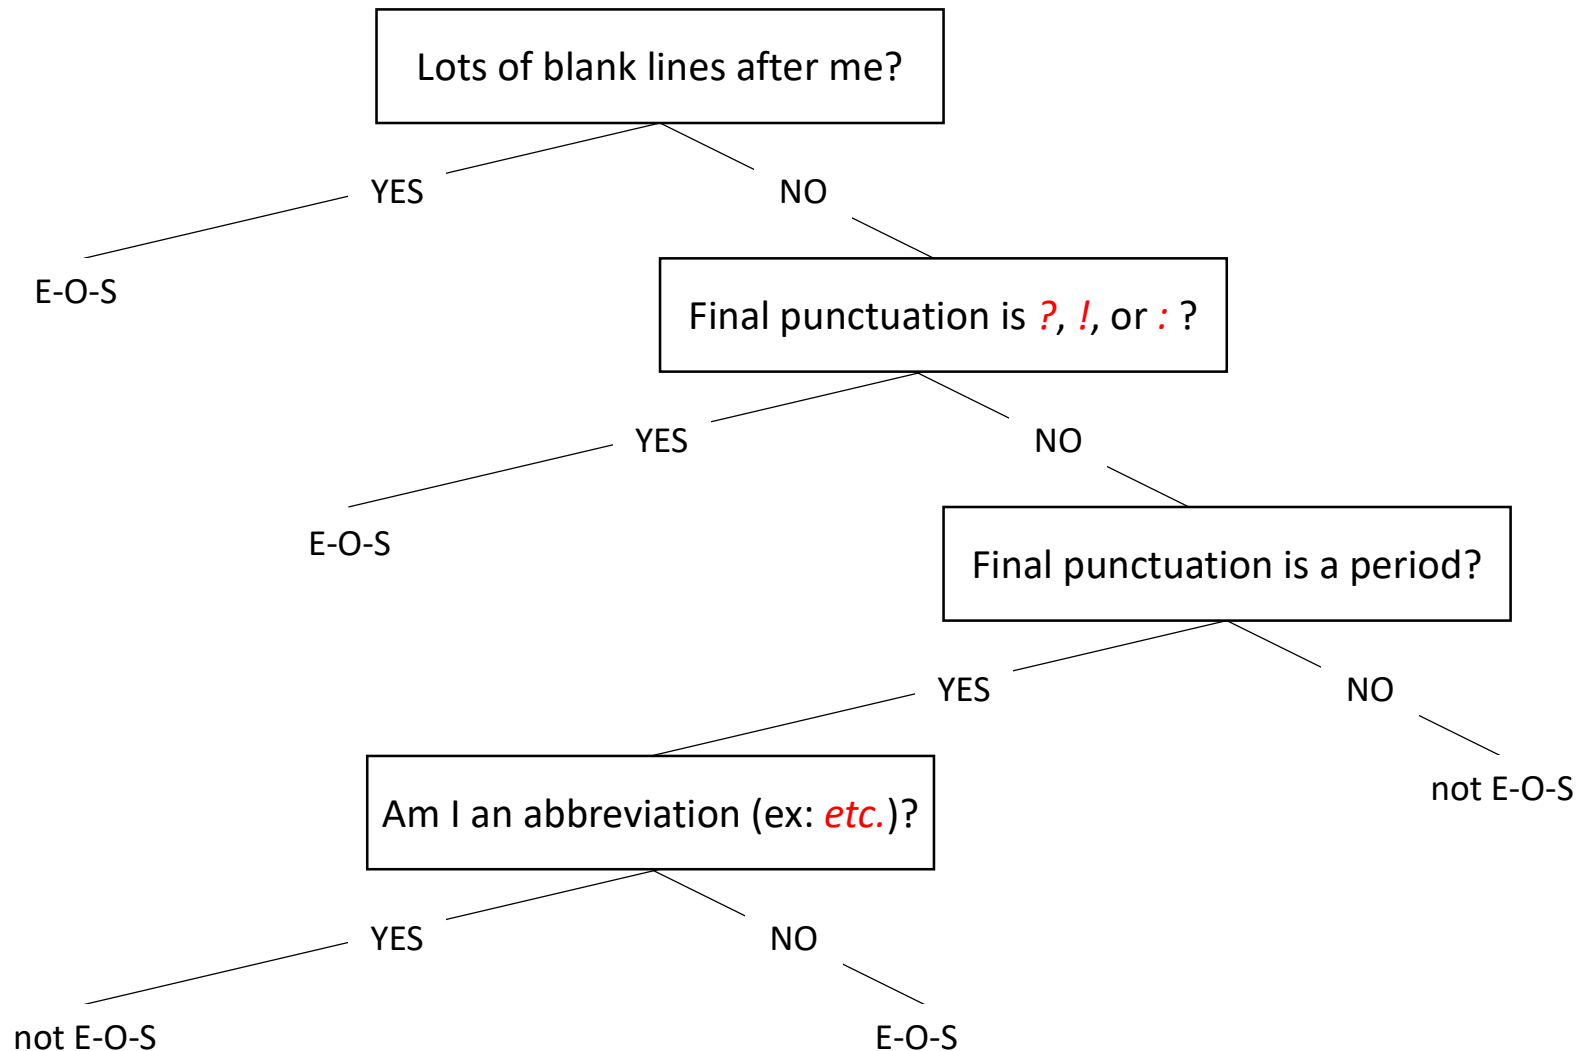 Lots of blank lines after me?
YES
NO
E-O-S
Final punctuation is ?, !, or : ?
YES
NO
E-O-S
Final punctuation is a period?
YES
NO
not E-O-S
Am I an abbreviation (ex: etc.)?
YES
NO
not E-O-S
E-O-S